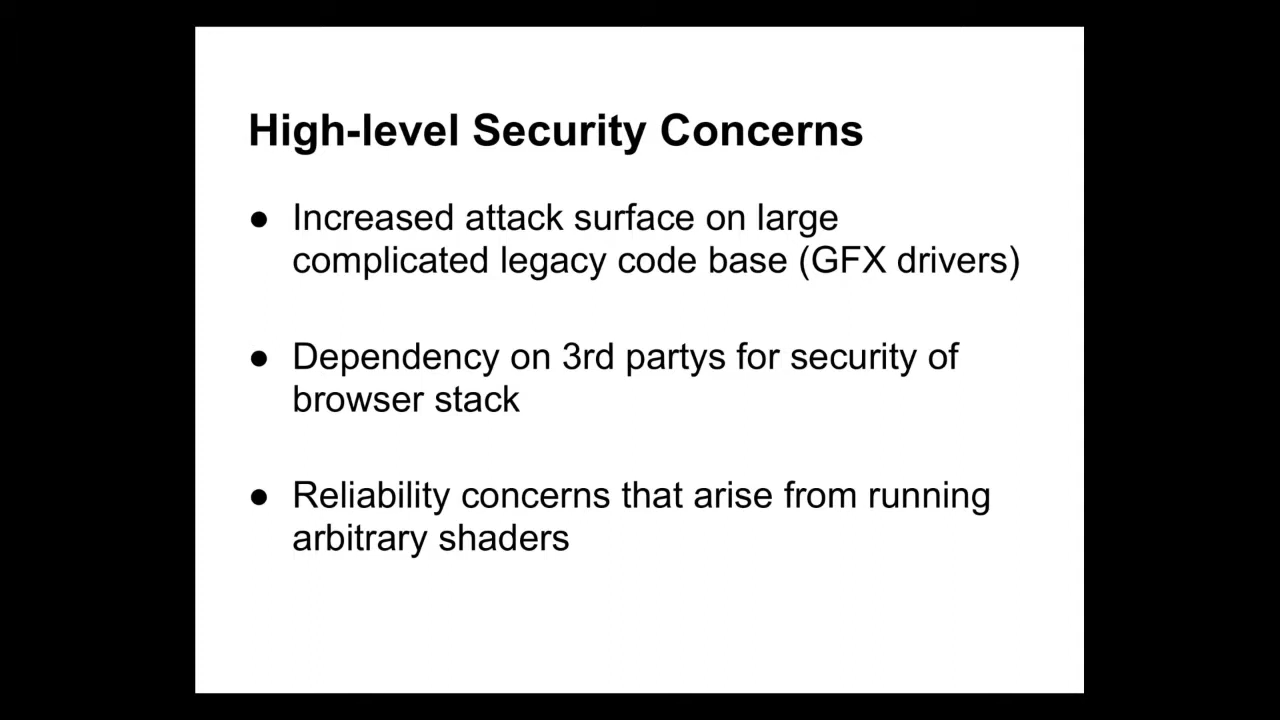 High-level Security Concerns
● Increased attack surface on large
complicated legacy code base (GFX drivers)
● Dependency on 3rd partys for security of
browser stack
● Reliability concerns that arise from running
arbitrary shaders